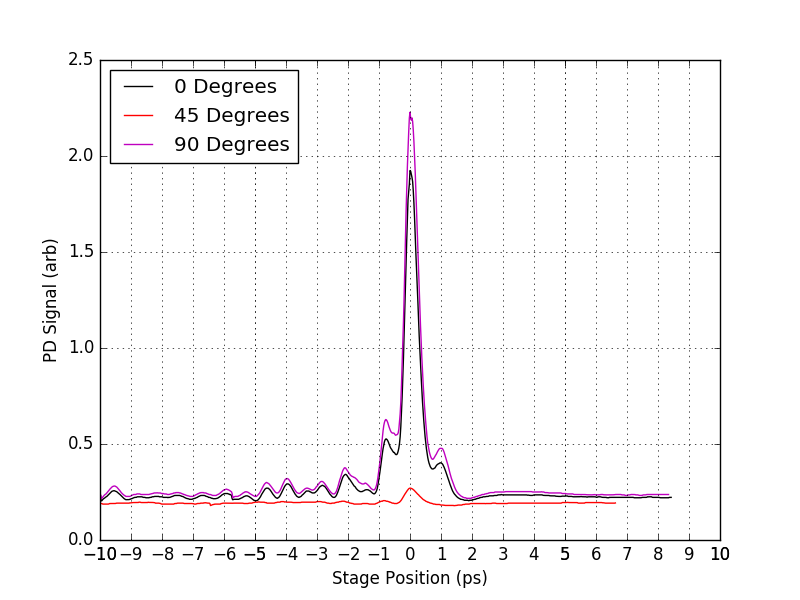 2.5
2.0
1.5
1.0
0.5
0.0
PD Signal (arb)
0 Degrees
45 Degrees
90 Degrees
−10 −9 −8 −7 −6 −5 −4 −3 −2 −1 0 1 2 3 4 5 6 7 8 9 10
Stage Position (ps)